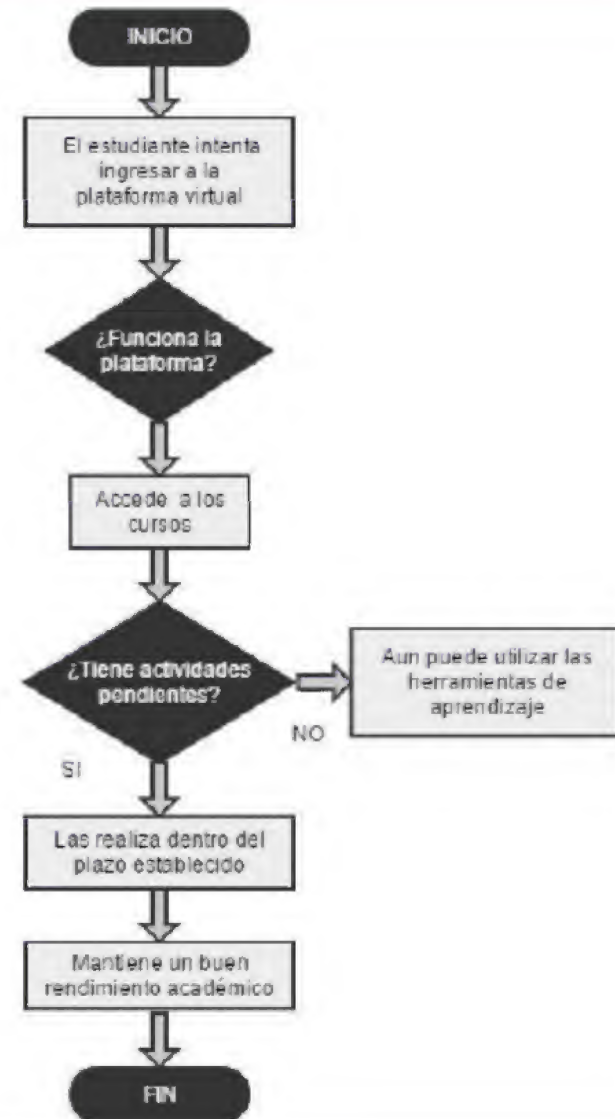 INICIO
El estudiante intenta
ingresar a la
plataforma virtual
¿Funciona la
plataforma?
Accede a los
cursos
¿Tiene actividades
pendientes?
Aun puede utilizar las
herramientas de
aprendizaje
NO
SI
Las realiza dentro del
plazo establecido
Mantiene un buen
rendimiento académico
FIN